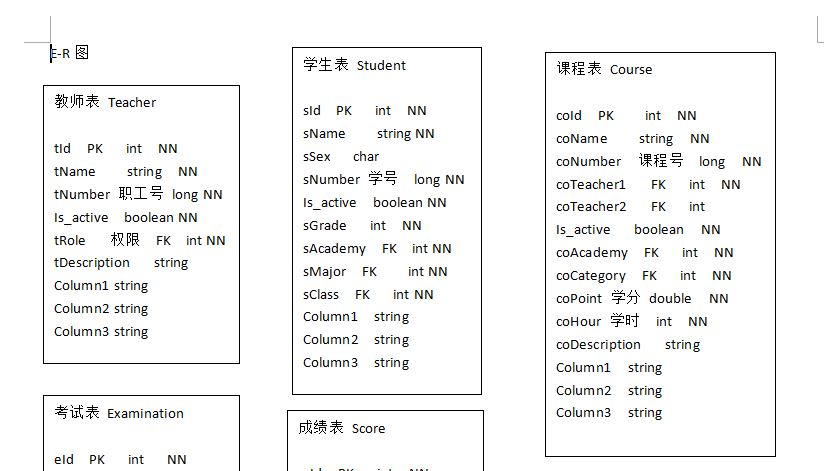 E-R 图
教师表 Teacher
tId PK int NN
tName string NN
tNumber 职工号 long NN
Is_active boolean NN
tRole 权限 FK int NN
tDescription string
Column1 string
Column2 string
Column3 string
学生表 Student
sId PK int NN
sName string NN
sSex char
sNumber 学号 long NN
Is_active boolean NN
sGrade int NN
sAcademy FK int NN
sMajor FK int NN
sClass FK int NN
Column1 string
Column2 string
Column3 string
课程表 Course
coId PK int NN
coName string NN
coNumber 课程号 long NN
coTeacher1 FK int NN
coTeacher2 FK int
Is_active boolean NN
coAcademy FK int NN
coCategory FK int NN
coPoint 学分 double NN
coHour 学时 int NN
coDescription string
Column1 string
Column2 string
Column3 string
考试表 Examination
eId PK int NN
成绩表 Score